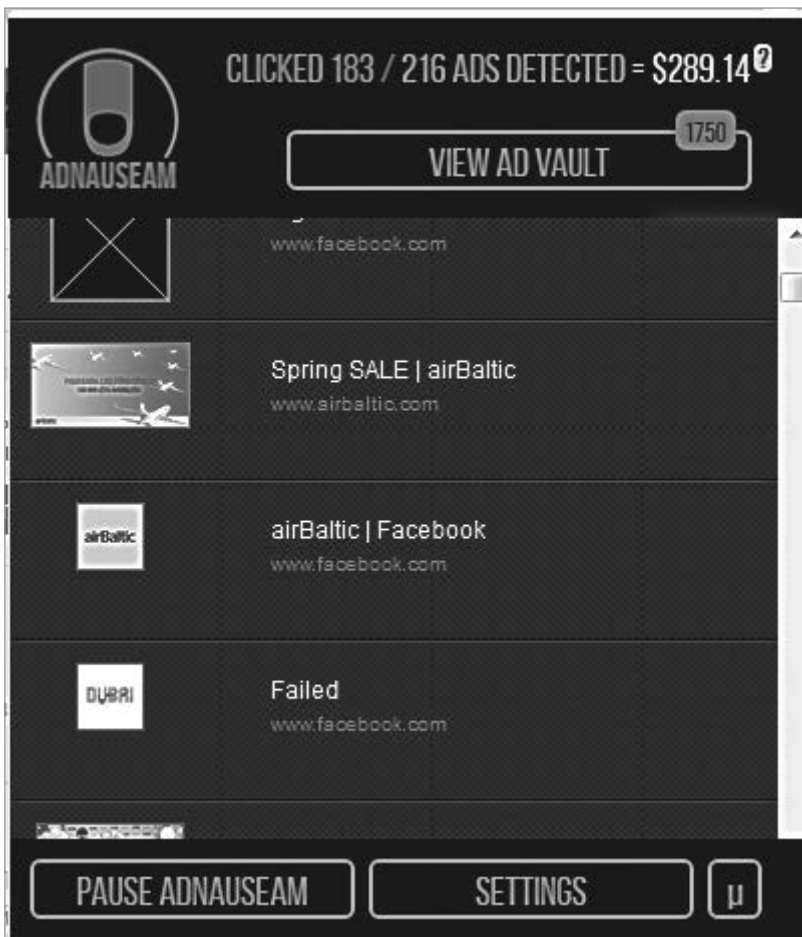 CLICKED 183 / 216 ADS DETECTED = $289.14 ?
1750
VIEW AD VAULT
ADNAUSEAM
www.facebook.com
Spring SALE | airBaltic
www.airbaltic.com
airBaltic
airBaltic | Facebook
www.facebook.com
DUBAI
Failed
www.facebook.com
PAUSE ADNAUSEAM
SETTINGS
µ